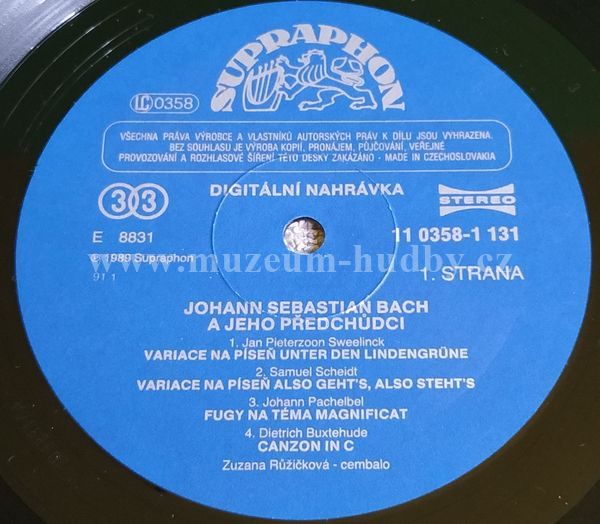 SUPRAPHON
LC 0358
VŠECHNA PRÁVA VÝROBCE A VLASTNÍKŮ AUTORSKÝCH PRÁV K DÍLU JSOU VYHRAZENA.
BEZ SOUHLASU JE VÝROBA KOPIÍ, PRONÁJEM, PŮJČOVÁNÍ, VEŘEJNÉ
PROVOZOVÁNÍ A ROZHLASOVÉ ŠÍŘENÍ TÉTO DESKY ZAKÁZÁNO - MADE IN CZECHOSLOVAKIA
DIGITÁLNÍ NAHRÁVKA
33
STEREO
E 8831
11 0358-1 131
℗ 1989 Supraphon
www.muzeum-hudby.cz
91 1
1. STRANA
JOHANN SEBASTIAN BACH
A JEHO PŘEDCHŮDCI
1. Jan Pieterzoon Sweelinck
VARIACE NA PÍSEŇ UNTER DEN LINDENGRÜNE
2. Samuel Scheidt
VARIACE NA PÍSEŇ ALSO GEHT'S, ALSO STEHT'S
3. Johann Pachelbel
FUGY NA TÉMA MAGNIFICAT
4. Dietrich Buxtehude
CANZON IN C
Zuzana Růžičková - cembalo